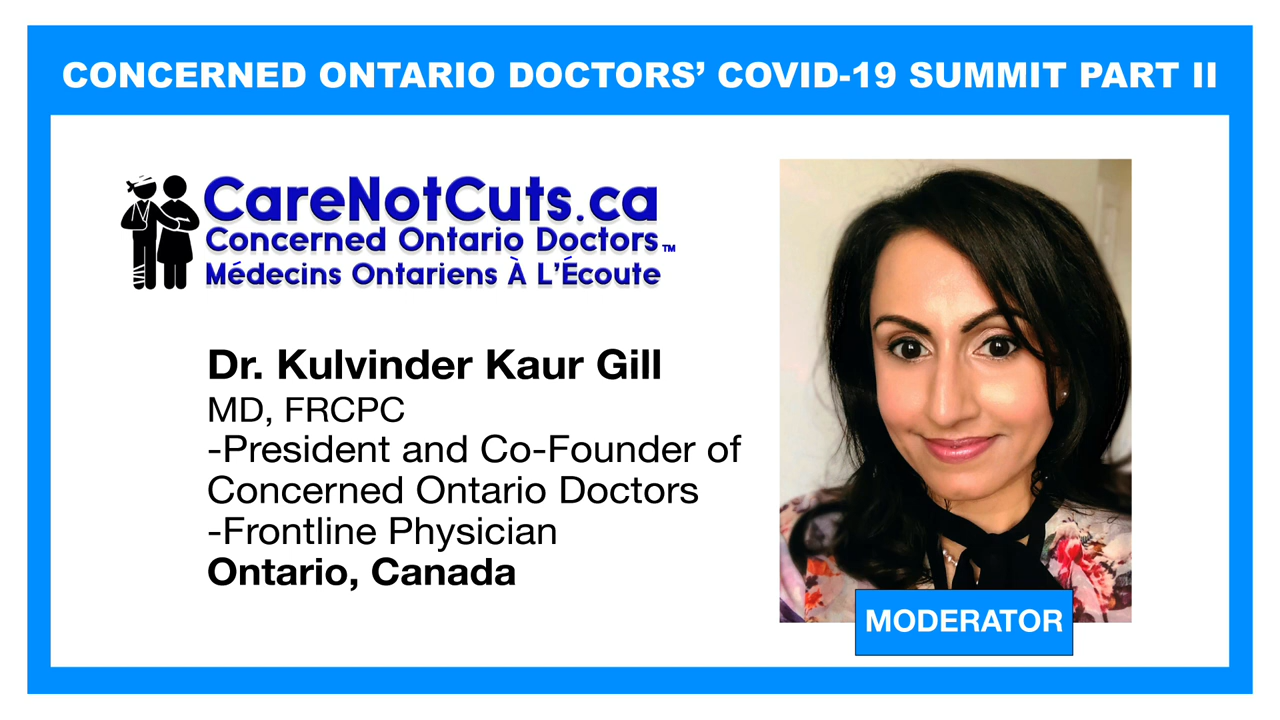 CONCERNED ONTARIO DOCTORS’ COVID-19 SUMMIT PART II
CareNotCuts.ca
Concerned Ontario Doctors™
Médecins Ontariens À L’Écoute
Dr. Kulvinder Kaur Gill
MD, FRCPC
-President and Co-Founder of
Concerned Ontario Doctors
-Frontline Physician
Ontario, Canada
MODERATOR